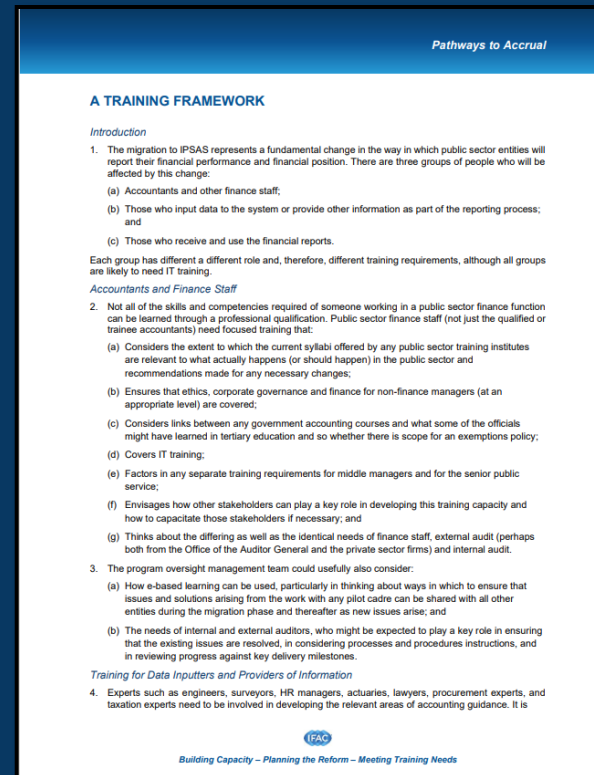 Pathways to Accrual
A TRAINING FRAMEWORK
Introduction
1. The migration to IPSAS represents a fundamental change in the way in which public sector entities will
report their financial performance and financial position. There are three groups of people who will be
affected by this change:
(a) Accountants and other finance staff;
(b) Those who input data to the system or provide other information as part of the reporting process;
and
(c) Those who receive and use the financial reports.
Each group has different a different role and, therefore, different training requirements, although all groups
are likely to need IT training.
Accountants and Finance Staff
2. Not all of the skills and competencies required of someone working in a public sector finance function
can be learned through a professional qualification. Public sector finance staff (not just the qualified or
trainee accountants) need focused training that:
(a) Considers the extent to which the current syllabi offered by any public sector training institutes
are relevant to what actually happens (or should happen) in the public sector and
recommendations made for any necessary changes;
(b) Ensures that ethics, corporate governance and finance for non-finance managers (at an
appropriate level) are covered;
(c) Considers links between any government accounting courses and what some of the officials
might have learned in tertiary education and so whether there is scope for an exemptions policy;
(d) Covers IT training;
(e) Factors in any separate training requirements for middle managers and for the senior public
service;
(f) Envisages how other stakeholders can play a key role in developing this training capacity and
how to capacitate those stakeholders if necessary; and
(g) Thinks about the differing as well as the identical needs of finance staff, external audit (perhaps
both from the Office of the Auditor General and the private sector firms) and internal audit.
3. The program oversight management team could usefully also consider:
(a) How e-based learning can be used, particularly in thinking about ways in which to ensure that
issues and solutions arising from the work with any pilot cadre can be shared with all other
entities during the migration phase and thereafter as new issues arise; and
(b) The needs of internal and external auditors, who might be expected to play a key role in ensuring
that the existing issues are resolved, in considering processes and procedures instructions, and
in reviewing progress against key delivery milestones.
Training for Data Inputters and Providers of Information
4. Experts such as engineers, surveyors, HR managers, actuaries, lawyers, procurement experts, and
taxation experts need to be involved in developing the relevant areas of accounting guidance. It is
IFAC
Building Capacity – Planning the Reform – Meeting Training Needs